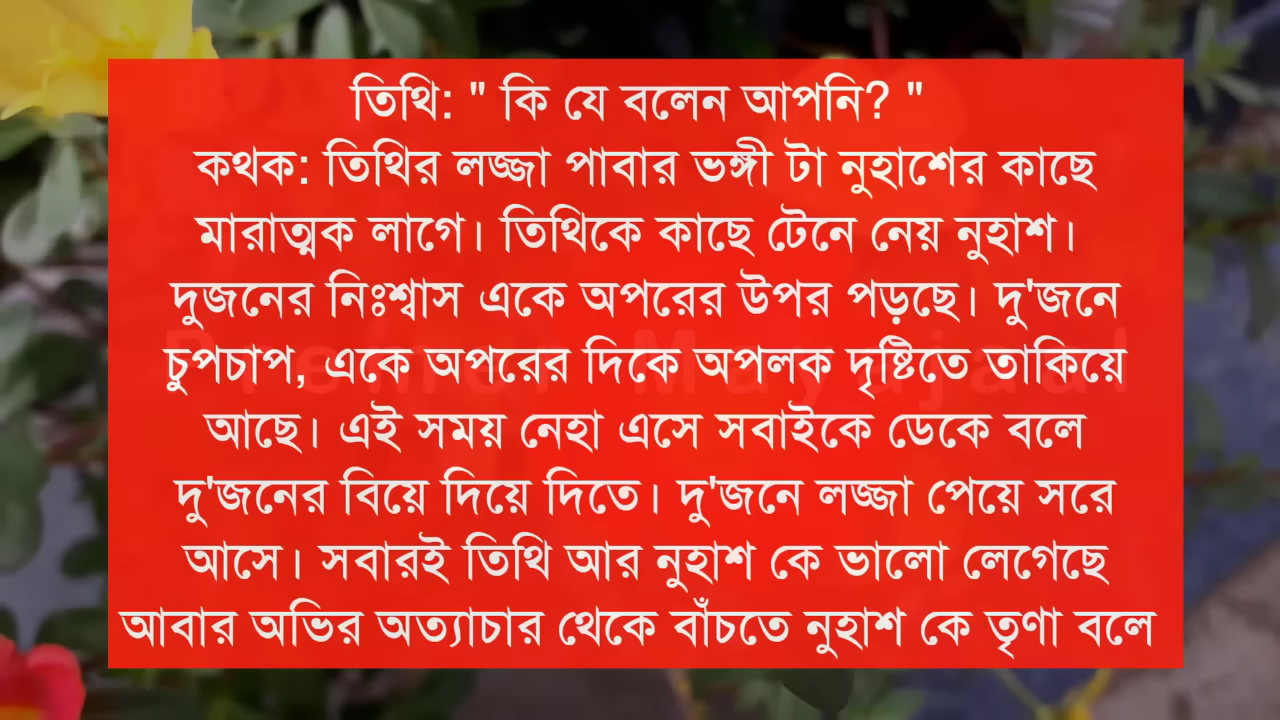 তিথি: " কি যে বলেন আপনি? "
কথক: তিথির লজ্জা পাবার ভঙ্গী টা নুহাশের কাছে
মারাত্মক লাগে। তিথিকে কাছে টেনে নেয় নুহাশ।
দুজনের নিঃশ্বাস একে অপরের উপর পড়ছে। দু'জনে
চুপচাপ, একে অপরের দিকে অপলক দৃষ্টিতে তাকিয়ে
আছে। এই সময় নেহা এসে সবাইকে ডেকে বলে
দু'জনের বিয়ে দিয়ে দিতে। দু'জনে লজ্জা পেয়ে সরে
আসে। সবারই তিথি আর নুহাশ কে ভালো লেগেছে
আবার অভির অত্যাচার থেকে বাঁচতে নুহাশ কে তৃণা বলে